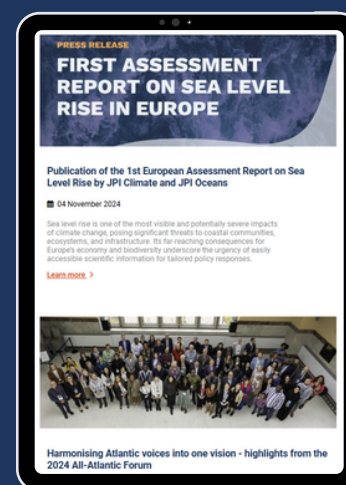 PRESS RELEASE
FIRST ASSESSMENT
REPORT ON SEA LEVEL
RISE IN EUROPE
Publication of the 1st European Assessment Report on Sea
Level Rise by JPI Climate and JPI Oceans
04 November 2024
Sea level rise is one of the most visible and potentially severe impacts
of climate change, posing significant threats to coastal communities,
ecosystems, and infrastructure. Its far-reaching consequences for
Europe's economy and biodiversity underscore the urgency of easily
accessible scientific information for tailored policy responses.
Learn more >
Harmonising Atlantic voices into one vision - highlights from the
2024 All-Atlantic Forum